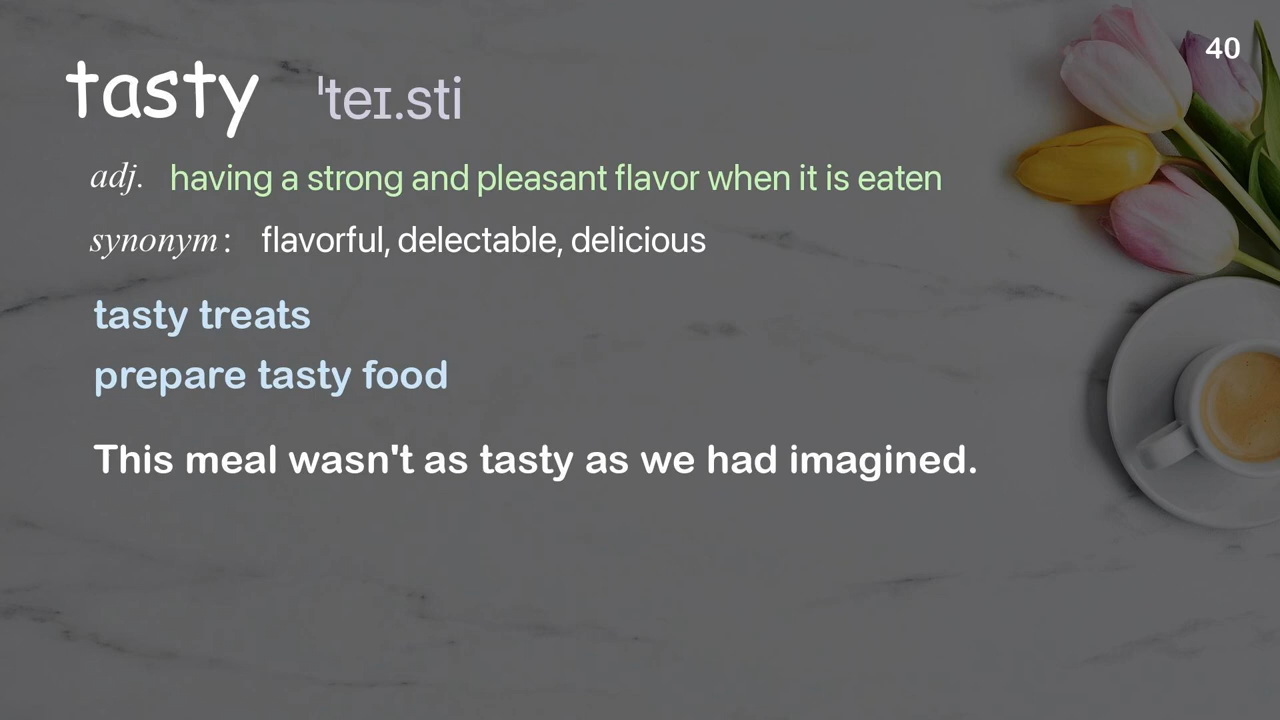 40
tasty ˈteɪ.sti
adj. having a strong and pleasant flavor when it is eaten
synonym: flavorful, delectable, delicious
tasty treats
prepare tasty food
This meal wasn't as tasty as we had imagined.